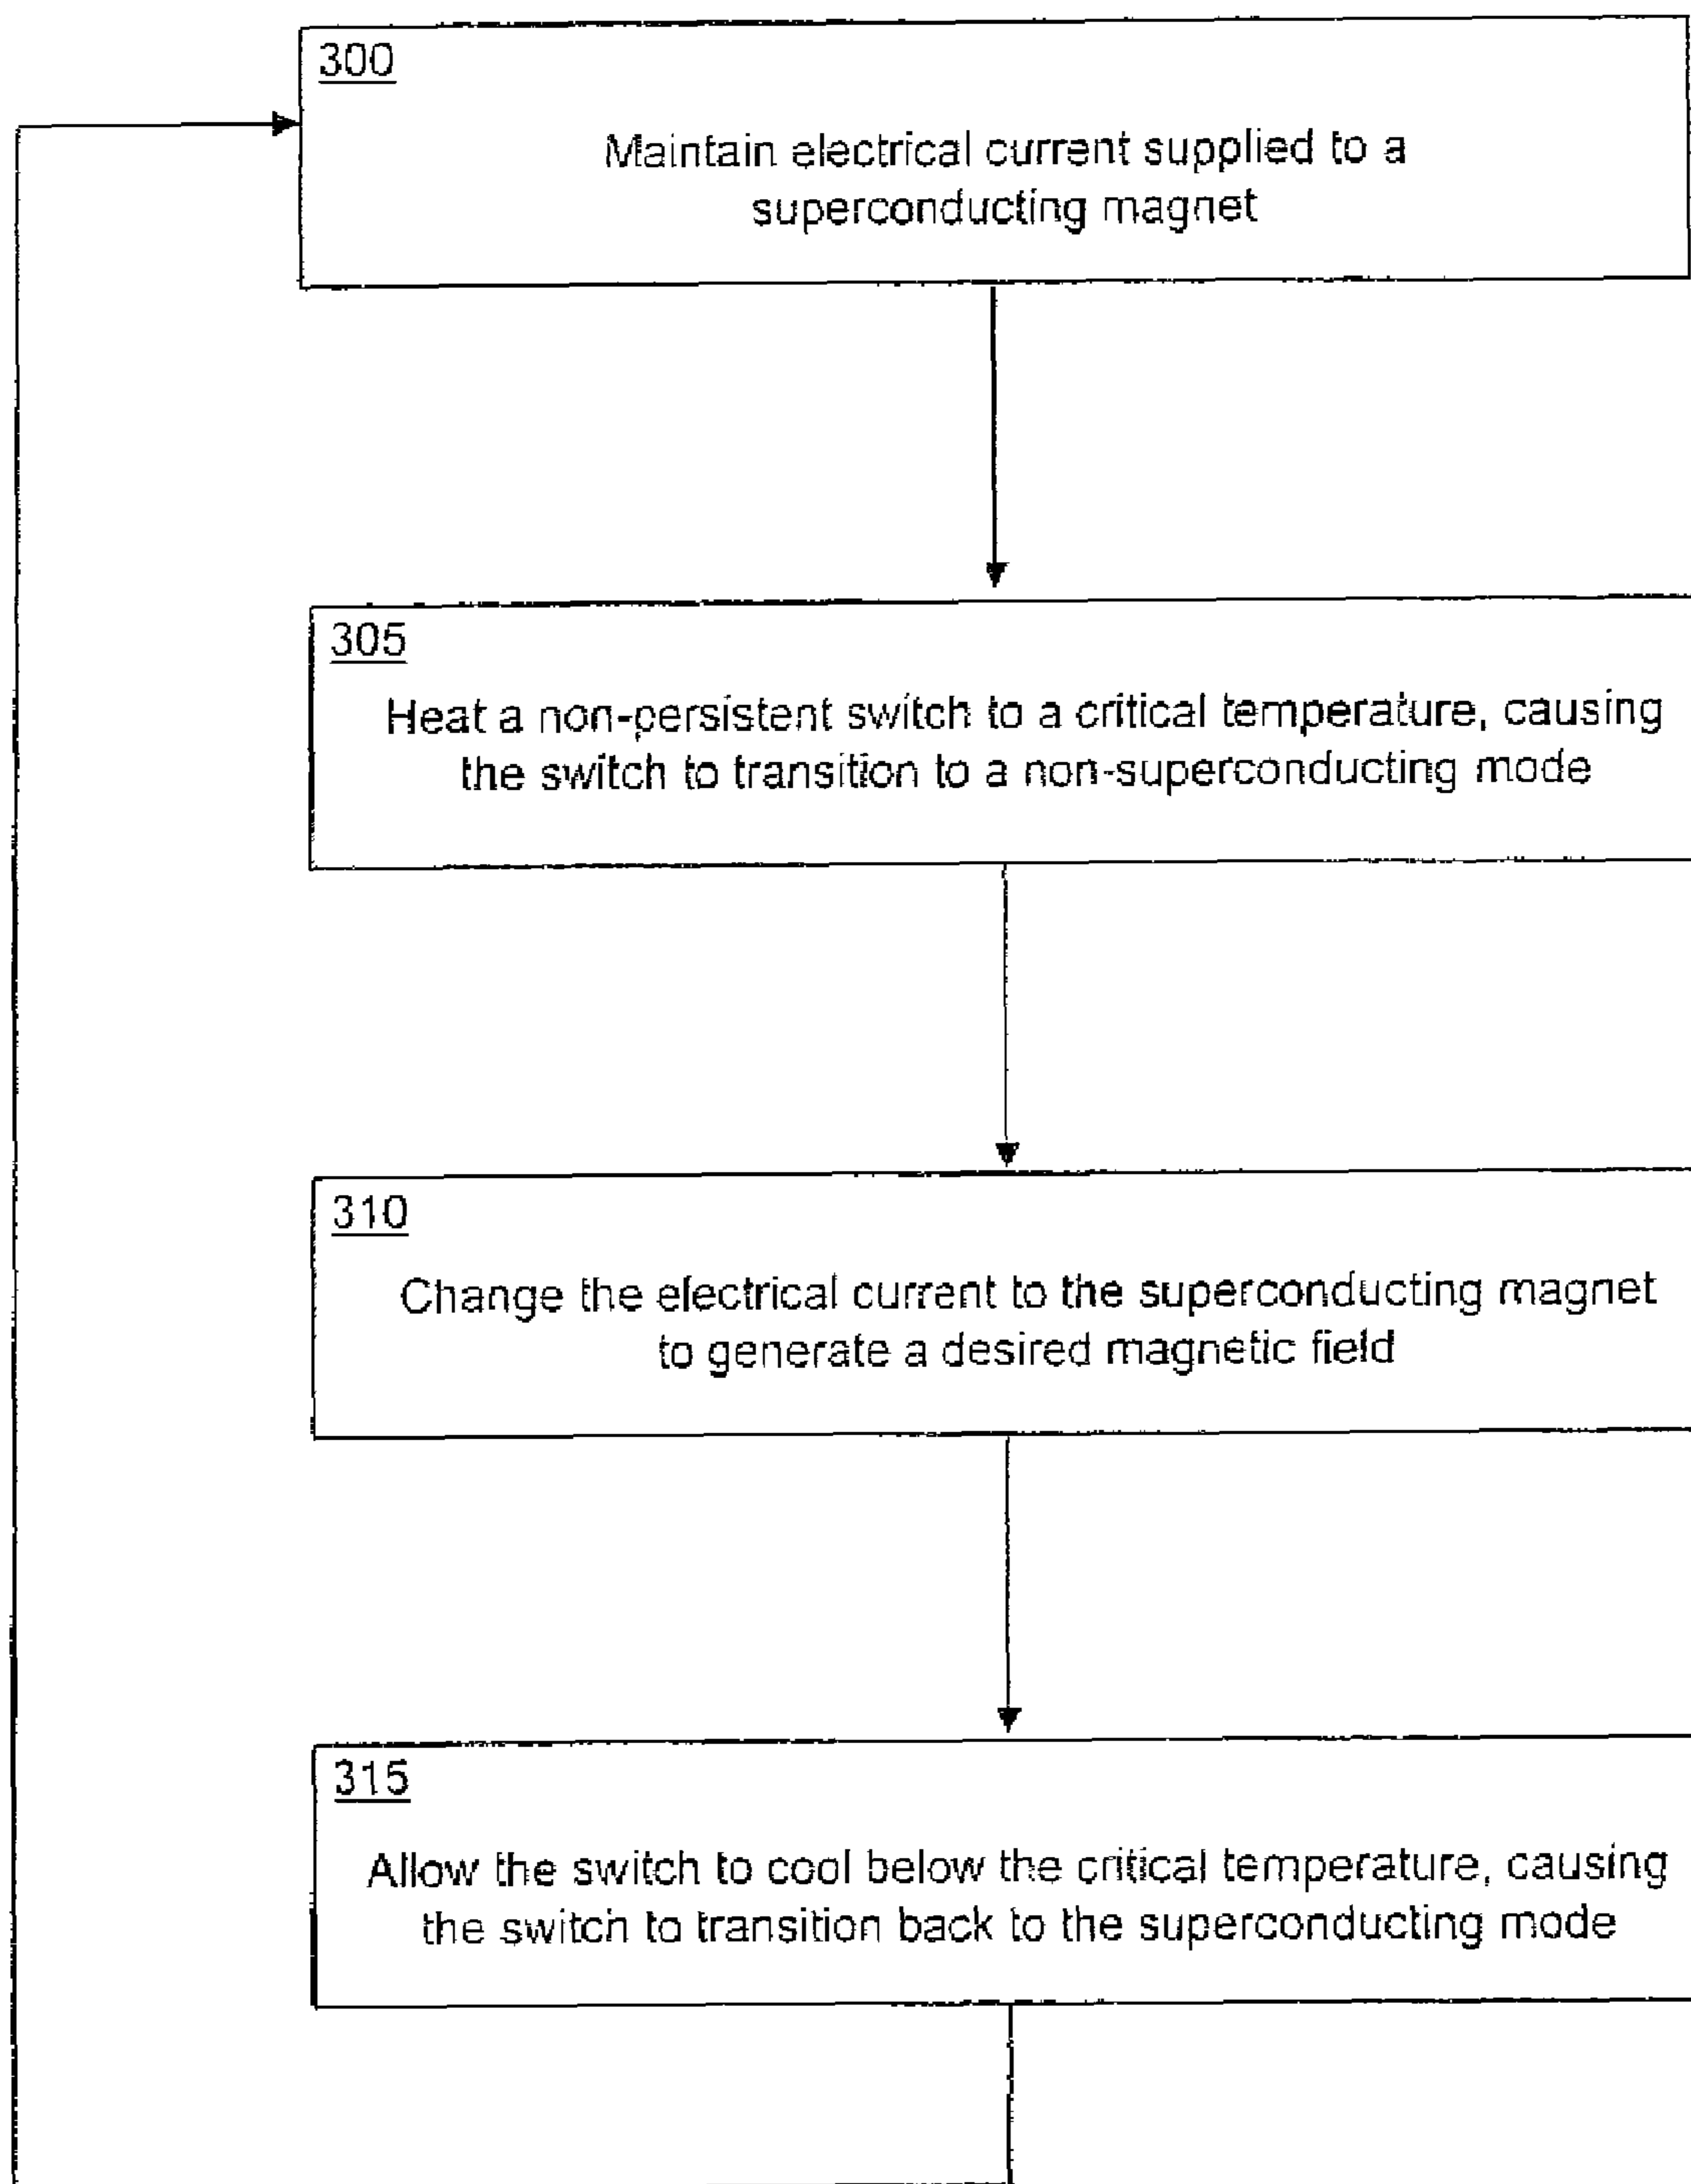 300
Maintain electrical current supplied to a
superconducting magnet
305
Heat a non-persistent switch to a critical temperature, causing
the switch to transition to a non-superconducting mode
310
Change the electrical current to the superconducting magnet
to generate a desired magnetic field
315
Allow the switch to cool below the critical temperature, causing
the switch to transition back to the superconducting mode